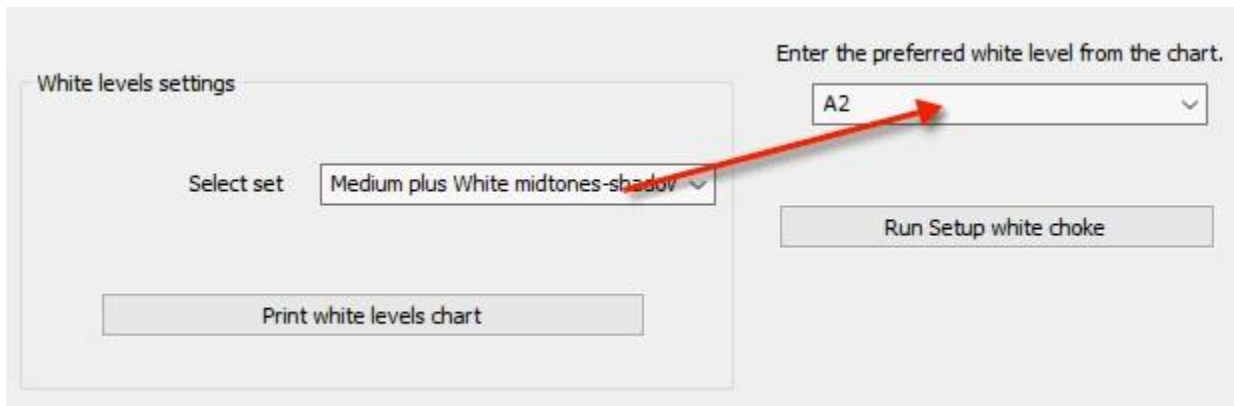 Enter the preferred white level from the chart.
White levels settings
A2
Select set
Medium plus White midtones-shadov
Run Setup white choke
Print white levels chart